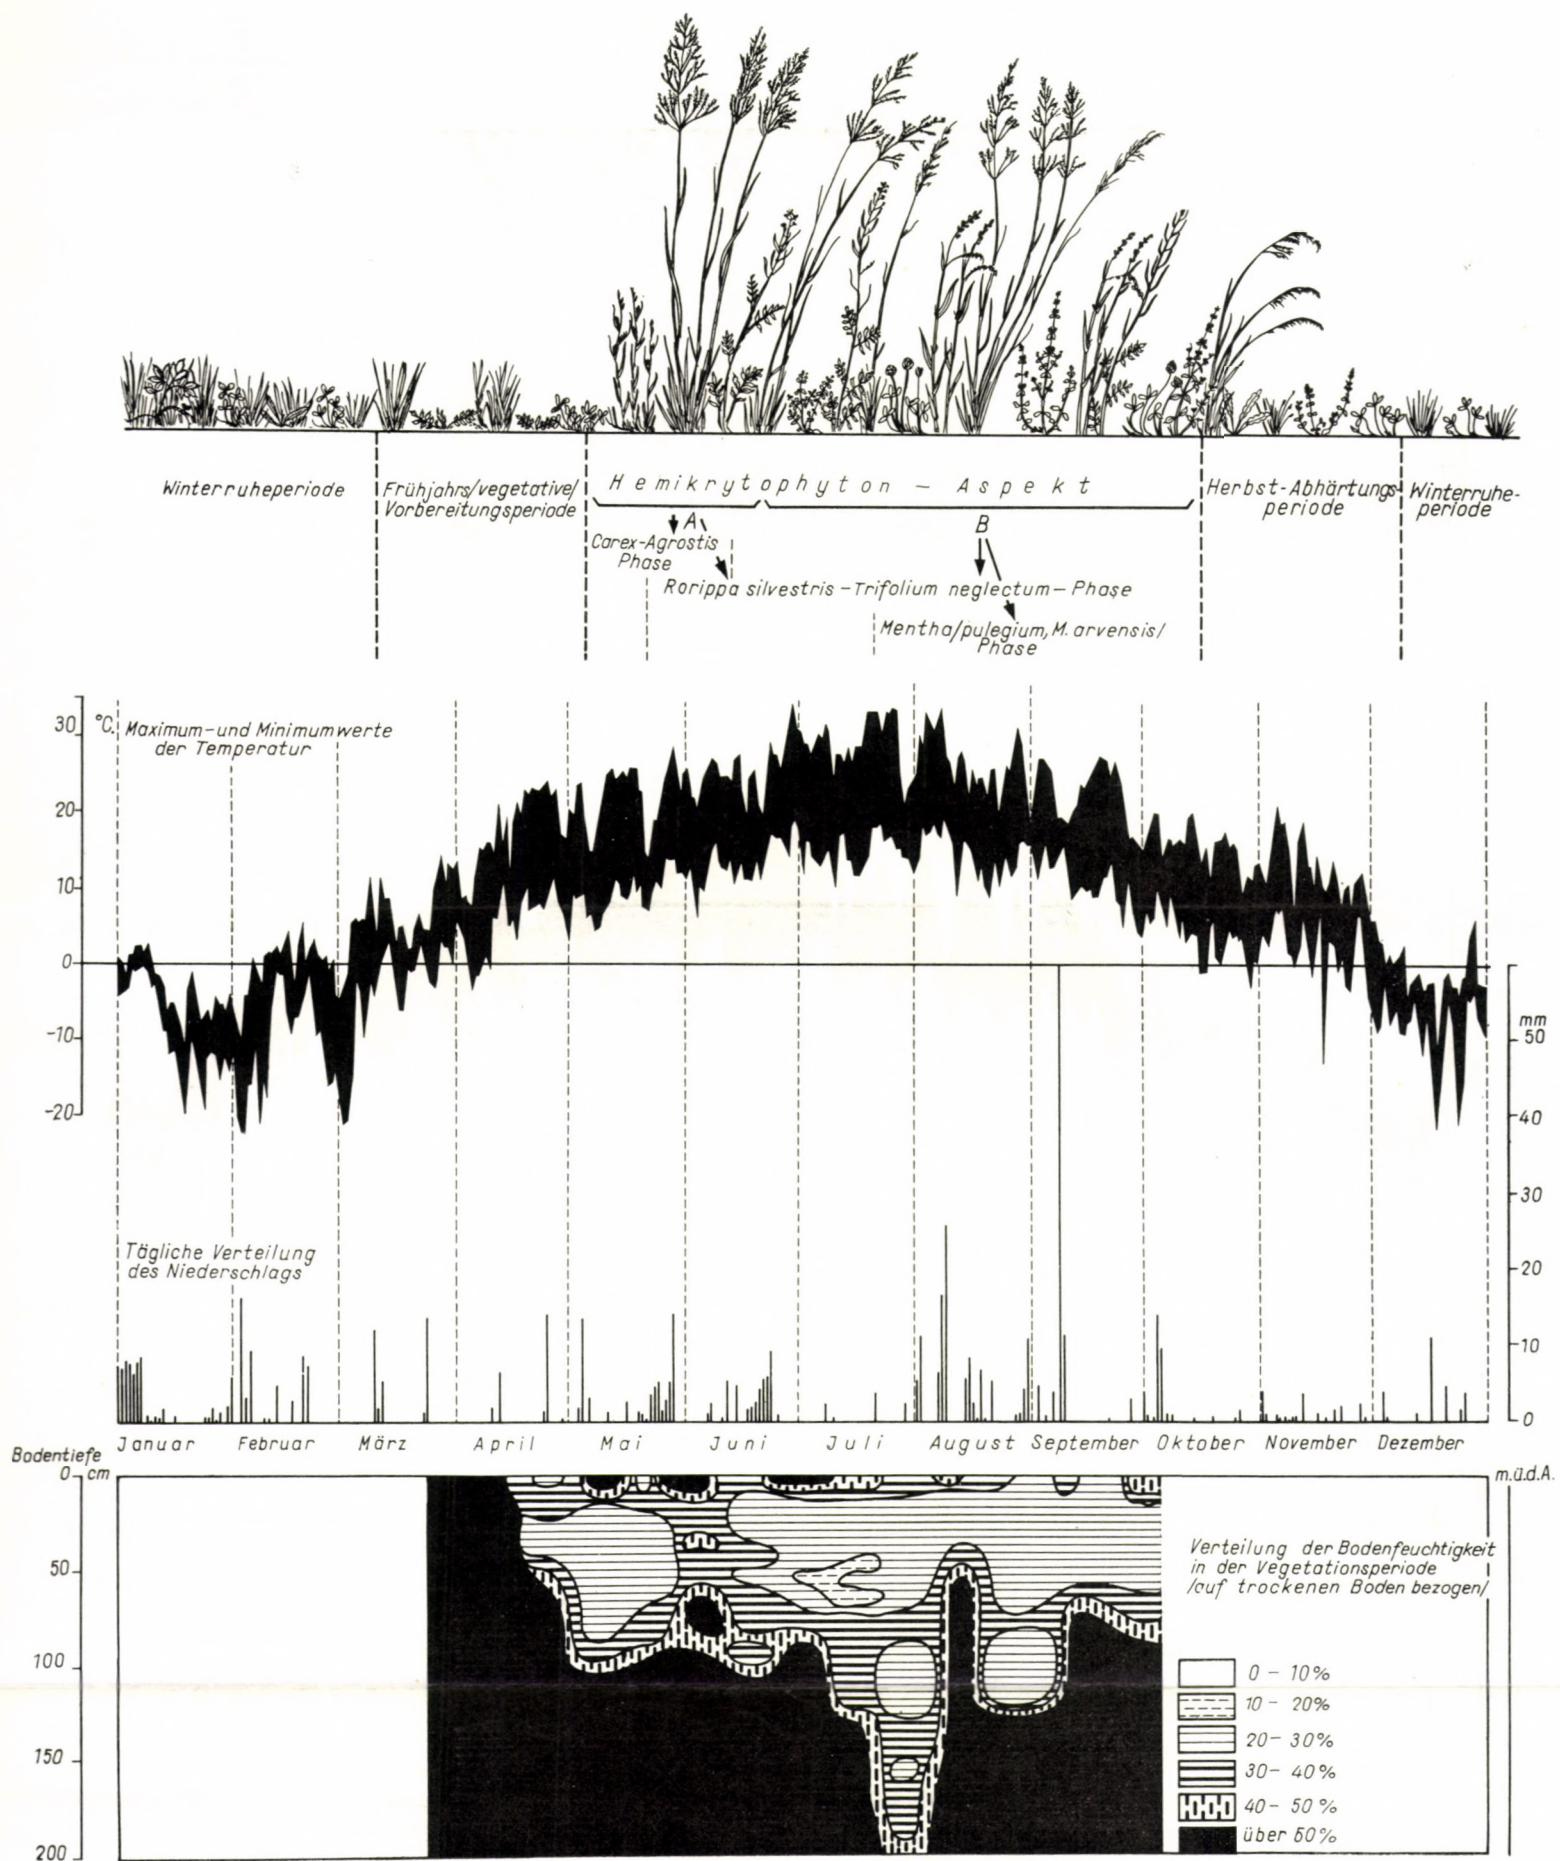 Winterruheperiode
Frühjahrs/vegetative/
Vorbereitungsperiode
Hemikrytophyton – Aspekt
Herbst-Abhärtungs-
periode
Winterruhe-
periode
A
B
Carex-Agrostis
Phase
Rorippa silvestris – Trifolium neglectum – Phase
Mentha/pulegium, M. arvensis/
Phase
30
°C.
Maximum- und Minimumwerte
der Temperatur
20
10
0
-10
-20
mm
50
40
30
20
10
0
Tägliche Verteilung
des Niederschlags
Januar Februar März April Mai Juni Juli August September Oktober November Dezember
Bodentiefe
0 cm
50
100
150
200
m.ü.d.A.
Verteilung der Bodenfeuchtigkeit
in der Vegetationsperiode
/auf trockenen Boden bezogen/
0 – 10%
10 – 20%
20 – 30%
30 – 40%
40 – 50%
über 50%